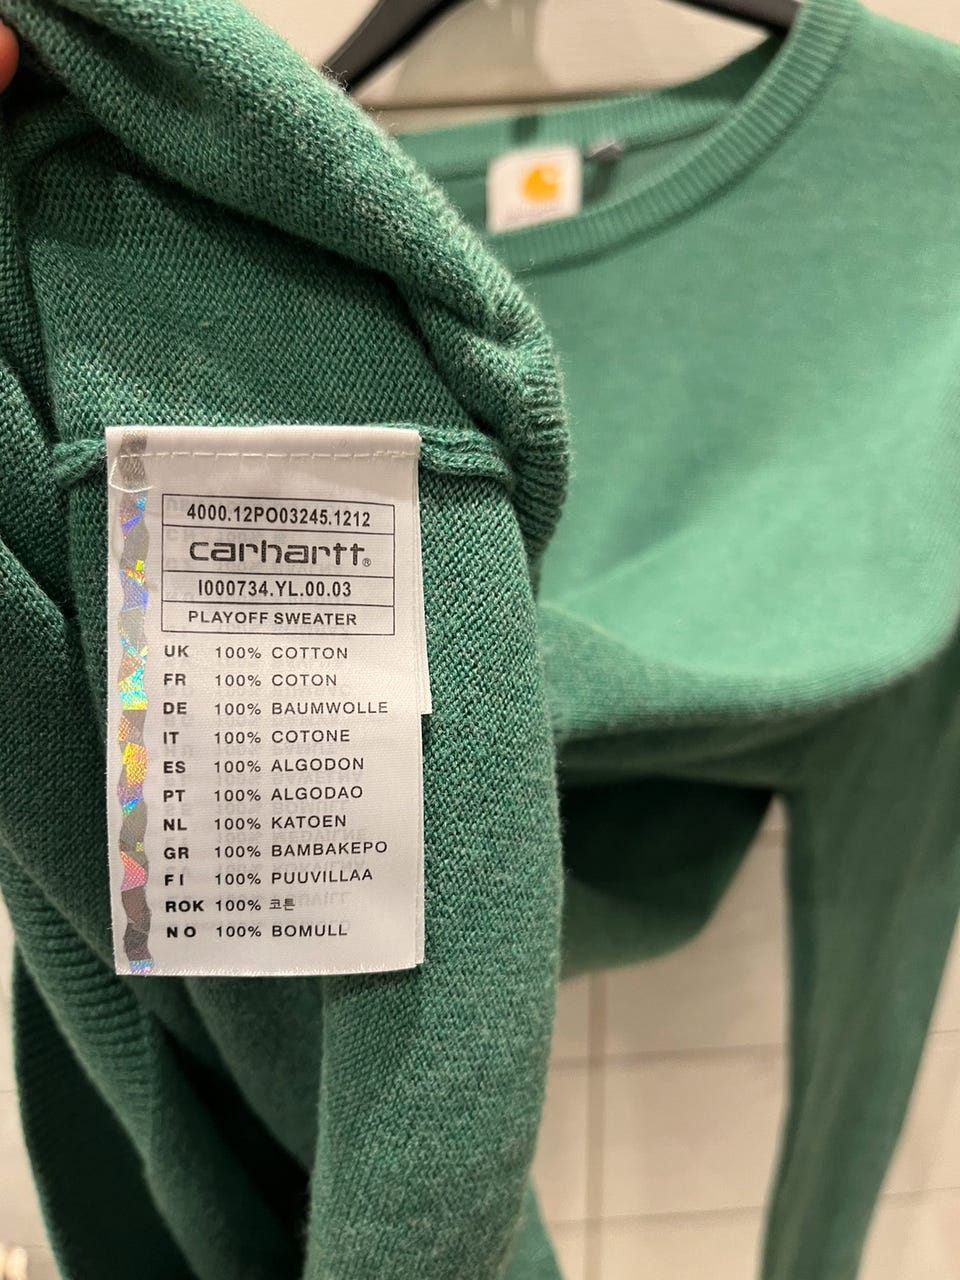 4000.12PO03245.1212
carhartt®
I000734.YL.00.03
PLAYOFF SWEATER
UK 100% COTTON
FR 100% COTON
DE 100% BAUMWOLLE
IT 100% COTONE
ES 100% ALGODON
PT 100% ALGODAO
NL 100% KATOEN
GR 100% BAMBAKEPO
FI 100% PUUVILLAA
ROK 100% 코튼
NO 100% BOMULL